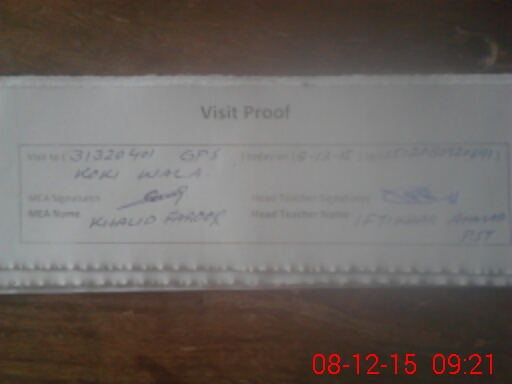 Visit Proof
31320401 GPS
KOKI WALA.
MEA Signature Head Teacher Signature
MEA Name KHALID FAROOQ Head Teacher Name IFTIKHAR AHMAD
PST
08-12-15 09:21